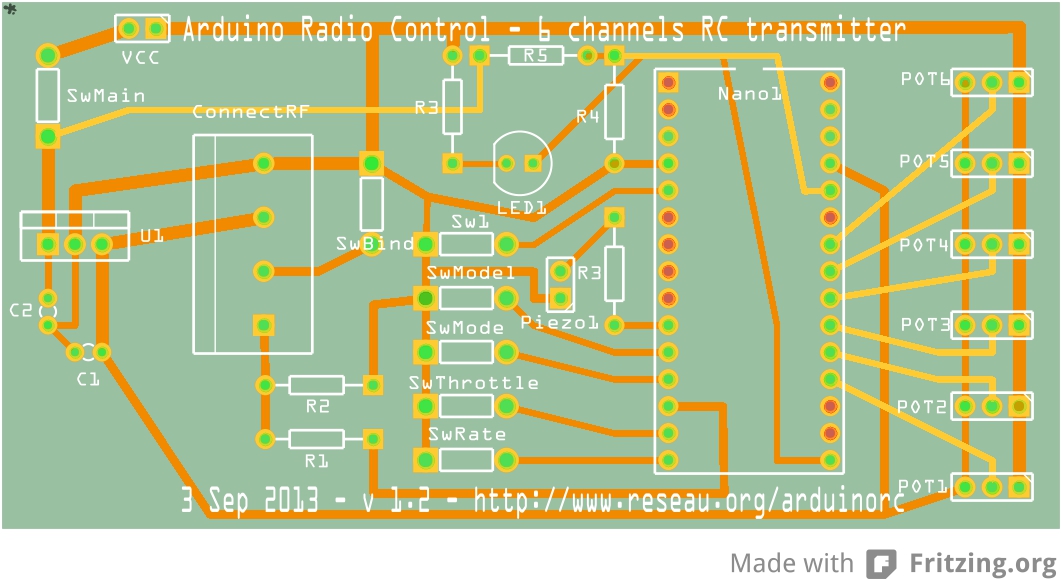 Arduino Radio Control - 6 channels RC transmitter
VCC
R5
SwMain
ConnectRF
R3
R4
Nano1
POT6
POT5
LED1
Sw1
U1
SwBind
POT4
SwModel
R3
C2
Piezo1
POT3
SwMode
C1
SwThrottle
R2
POT2
SwRate
R1
POT1
3 Sep 2013 - v 1.2 - http://www.reseau.org/arduinorc
Made with Fritzing.org